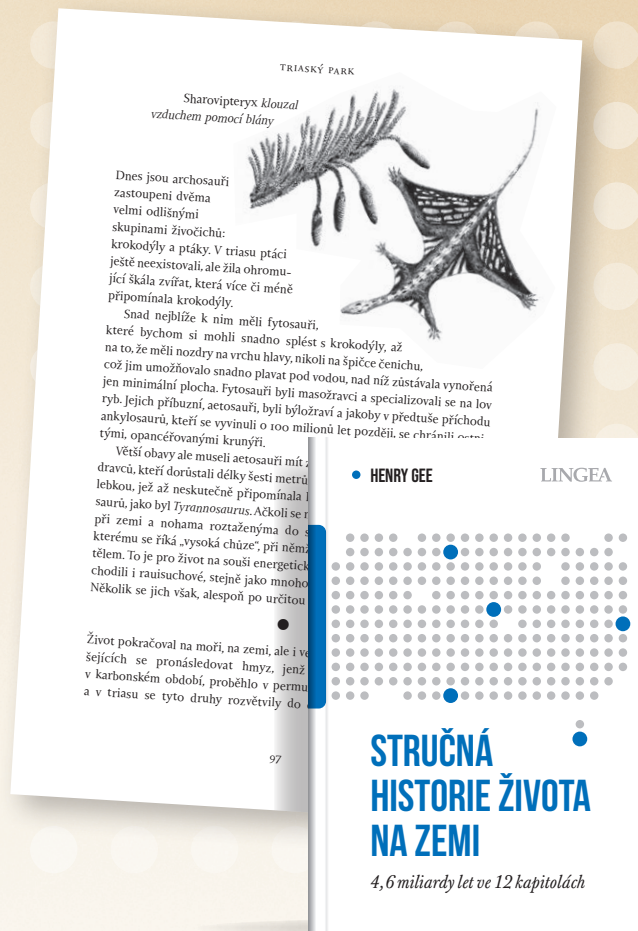 TRIASKÝ PARK
Sharovipteryx klouzal
vzduchem pomocí blány
Dnes jsou archosauři
zastoupeni dvěma
velmi odlišnými
skupinami živočichů:
krokodýly a ptáky. V triasu ptáci
ještě neexistovali, ale žila ohromu-
jící škála zvířat, která více či méně
připomínala krokodýly.
Snad nejblíže k nim měli fytosauři,
které bychom si mohli snadno splést s krokodýly, až
na to, že měli nozdry na vrchu hlavy, nikoli na špičce čenichu,
což jim umožňovalo snadno plavat pod vodou, nad níž zůstávala vynořená
jen minimální plocha. Fytosauři byli masožravci a specializovali se na lov
ryb. Jejich příbuzní, aetosauři, byli býložraví a jakoby v předtuše příchodu
ankylosaurů, kteří se vyvinuli o 100 milionů let později, se chránili
tými, opancéřovanými krunýři.
Větší obavy ale museli aetosauři mít
dravců, kteří dorůstali délky šesti metrů
lebkou, jež až neskutečně připomínala
saurů, jako byl Tyrannosaurus. Ačkoli se
při zemi a nohama roztaženýma do
kterému se říká „vysoká chůze“, při němž
tělem. To je pro život na souši energetick
chodili i rauisuchové, stejně jako mnoho
Několik se jich však, alespoň po určitou
Život pokračoval na moři, na zemi, ale i ve
šejících se pronásledovat hmyz, jenž
v karbonském období, proběhlo v permu
a v triasu se tyto druhy rozvětvily do
97
HENRY GEE
LINGEA
STRUČNÁ
HISTORIE ŽIVOTA
NA ZEMI
4,6 miliardy let ve 12 kapitolách